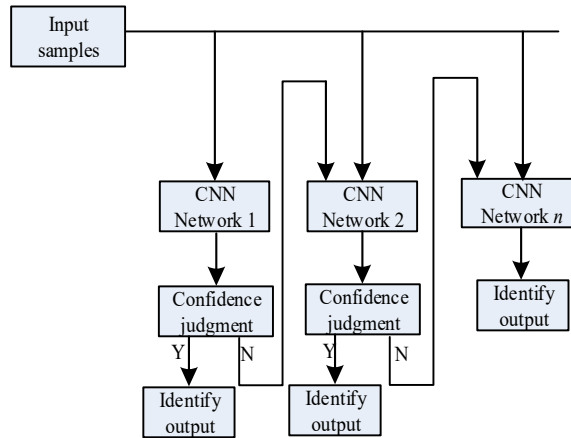 Input
samples
CNN
Network 1
CNN
Network 2
CNN
Network n
Confidence
judgment
Confidence
judgment
Identify
output
Y
N
Y
N
Identify
output
Identify
output